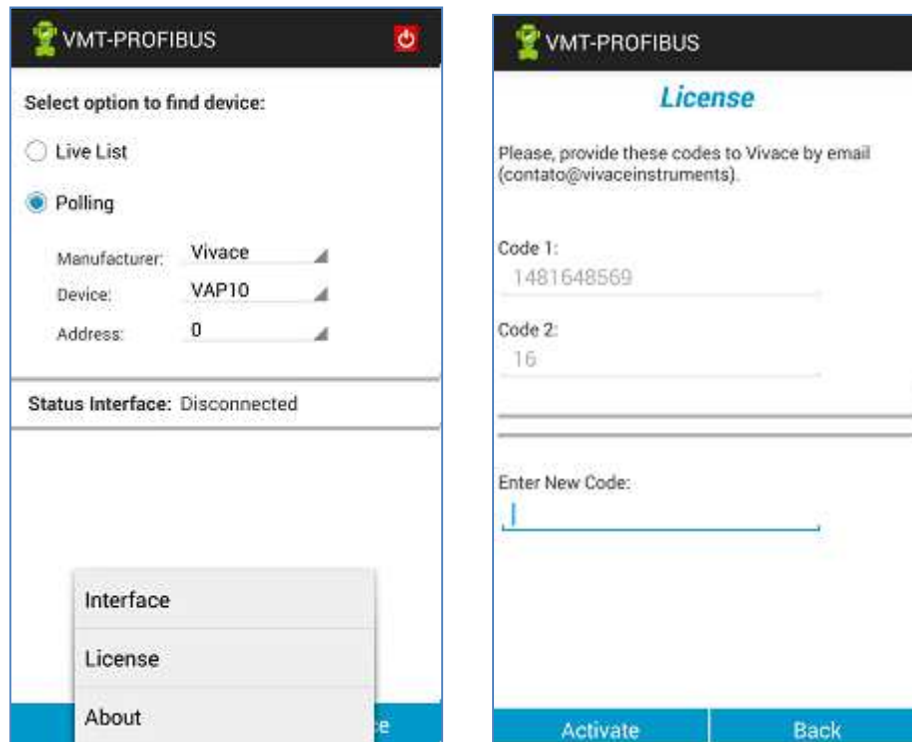 VMT-PROFIBUS
Select option to find device:
Live List
Polling
Manufacturer: Vivace
Device: VAP10
Address: 0
Status Interface: Disconnected
Interface
License
About
VMT-PROFIBUS
License
Please, provide these codes to Vivace by email
(contato@vivaceinstruments).
Code 1:
1481648569
Code 2:
16
Enter New Code:
Activate Back